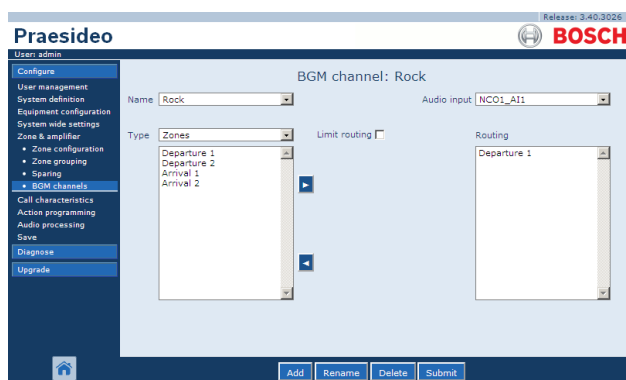 Release: 3.40.3026
Praesideo
BOSCH
User: admin
Configure
User management
System definition
Equipment configuration
System wide settings
Zone & amplifier
• Zone configuration
• Zone grouping
• Sparing
• BGM channels
Call characteristics
Action programming
Audio processing
Save
Diagnose
Upgrade
BGM channel: Rock
Name Rock
Audio input NCO1_AI1
Type Zones
Limit routing
Routing
Departure 1
Departure 2
Arrival 1
Arrival 2
Departure 1
Add Rename Delete Submit